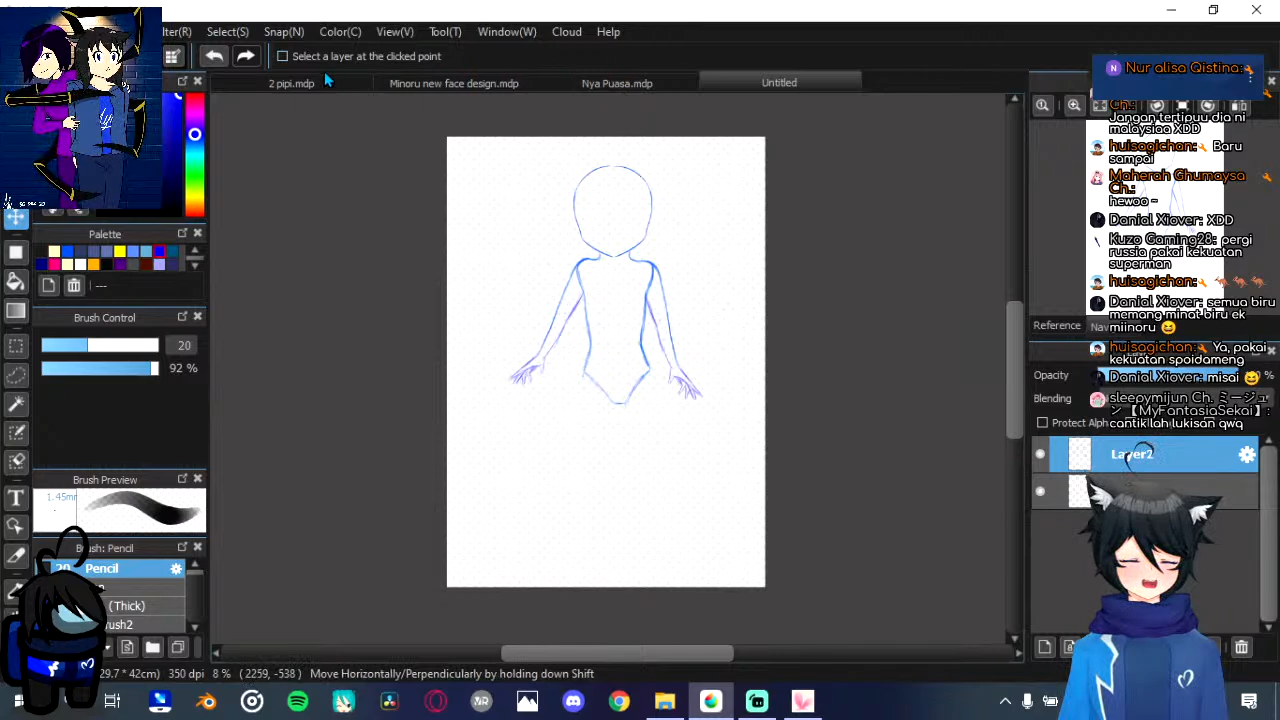 lter(R) Select(S) Snap(N) Color(C) View(V) Tool(T) Window(W) Cloud Help
Select a layer at the clicked point
2 pipi.mdp Minoru new face design.mdp Nya Puasa.mdp Untitled
Palette
---
Brush Control
20
92 %
Brush Preview
1.45m
Brush: Pencil
20 Pencil
(Thick)
rush2
29.7 * 42cm) 350 dpi 8 % (2259, -538) Move Horizontally/Perpendicularly by holding down Shift
Nur alisa Qistina:
Ch.:
Jangan tertipuu dia ni
malaysiaa XDD
huisagichan: Baru
sampai
Maherah Ghumaysa
Ch.:
hewoo ~
Danial Xiover: XDD
Kuzo Gaming28: pergi
russia pakai kekuatan
superman
huisagichan: 🦘 🦘 🦘
Danial Xiover: semua biru
memang minat biru ek
miinoru 😆
huisagichan: Ya, pakai
kekuatan spoidameng
Danial Xiover: misai 😆
sleepymijun Ch. ミージュ
ン【MyFantasiaSekai】:
cantik lah lukisan qwq
Reference Nav
Opacity %
Blending
Protect Alph
Layer2